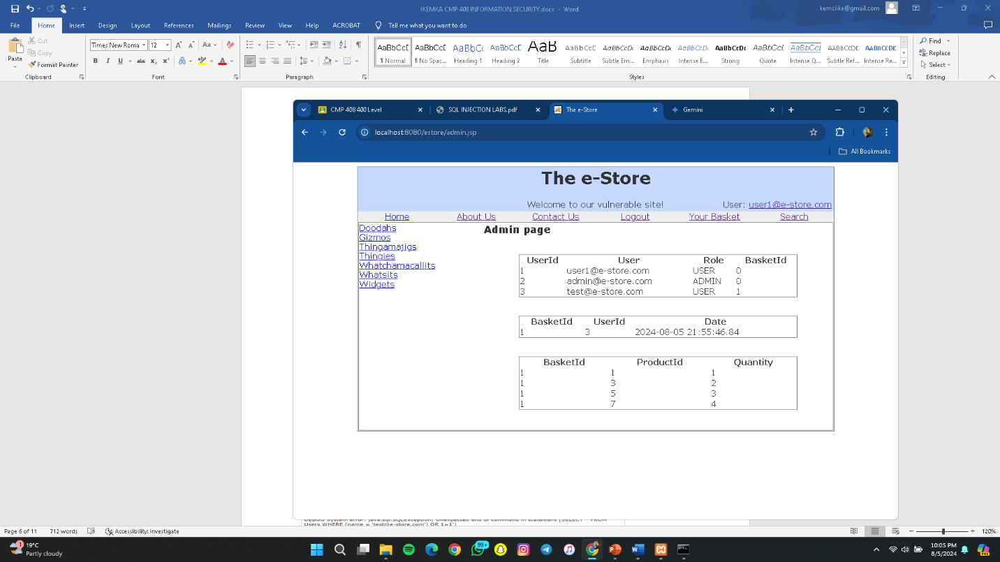 IKEMKA CMP 408 INFORMATION SECURITY.docx - Word
kemciike@gmail.com
File Home Insert Design Layout References Mailings Review View Help ACROBAT Tell me what you want to do
Paste
Cut
Copy
Format Painter
Clipboard
Times New Roma 12
Font
Paragraph
AaBbCcDd AaBbCcDd AaBbC( AaBbCcE AaB AaBbCcD AaBbCcDd AaBbCcDd AaBbCcDd AaBbCcDd AaBbCcD AaBbCcD AABBCCDE AABBCCDE
¶ Normal ¶ No Spac... Heading 1 Heading 2 Title Subtitle Subtle Em... Emphasis Intense E... Strong Quote Intense Q... Subtle Ref... Intense Re...
Styles
Find
Replace
Select
Editing
CMP 408 400 Level
SQL INJECTION LABS.pdf
The e-Store
Gemini
localhost:8080/estore/admin.jsp
All Bookmarks
The e-Store
Welcome to our vulnerable site! User: user1@e-store.com
Home About Us Contact Us Logout Your Basket Search
Doodahs
Gizmos
Thingamajigs
Thingies
Whatchamacallits
Whatsits
Widgets
Admin page
UserId User Role BasketId
1 user1@e-store.com USER 0
2 admin@e-store.com ADMIN 0
3 test@e-store.com USER 1
BasketId UserId Date
1 3 2024-08-05 21:55:46.84
BasketId ProductId Quantity
1 1 1
1 3 2
1 5 3
1 7 4
DEBUG System error: java.sql.SQLException: Unexpected end of command in statement [SELECT * FROM
Users WHERE (name = 'test@e-store.com') OR 1=1')
Page 6 of 11 712 words Accessibility: Investigate
120%
1
19°C
Partly cloudy
99+
10:05 PM
8/5/2024